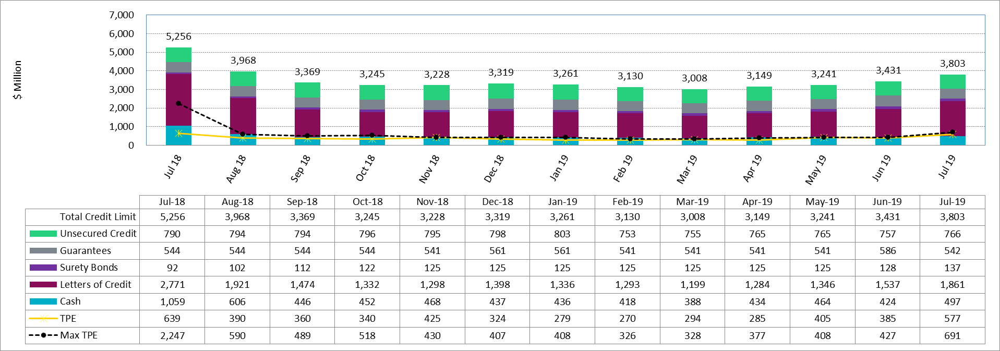 $ Million
7,000
6,000
5,000
4,000
3,000
2,000
1,000
0
5,256 3,968 3,369 3,245 3,228 3,319 3,261 3,130 3,008 3,149 3,241 3,431 3,803
Jul 18 Aug 18 Sep 18 Oct 18 Nov 18 Dec 18 Jan 19 Feb 19 Mar 19 Apr 19 May 19 Jun 19 Jul 19
Jul-18 Aug-18 Sep-18 Oct-18 Nov-18 Dec-18 Jan-19 Feb-19 Mar-19 Apr-19 May-19 Jun-19 Jul-19
Total Credit Limit 5,256 3,968 3,369 3,245 3,228 3,319 3,261 3,130 3,008 3,149 3,241 3,431 3,803
Unsecured Credit 790 794 794 796 795 798 803 753 755 765 765 757 766
Guarantees 544 544 544 544 541 561 561 541 541 541 541 586 542
Surety Bonds 92 102 112 122 125 125 125 125 125 125 125 128 137
Letters of Credit 2,771 1,921 1,474 1,332 1,298 1,398 1,336 1,293 1,199 1,284 1,346 1,537 1,861
Cash 1,059 606 446 452 468 437 436 418 388 434 464 424 497
TPE 639 390 360 340 425 324 279 270 294 285 405 385 577
Max TPE 2,247 590 489 518 430 407 408 326 328 377 408 427 691